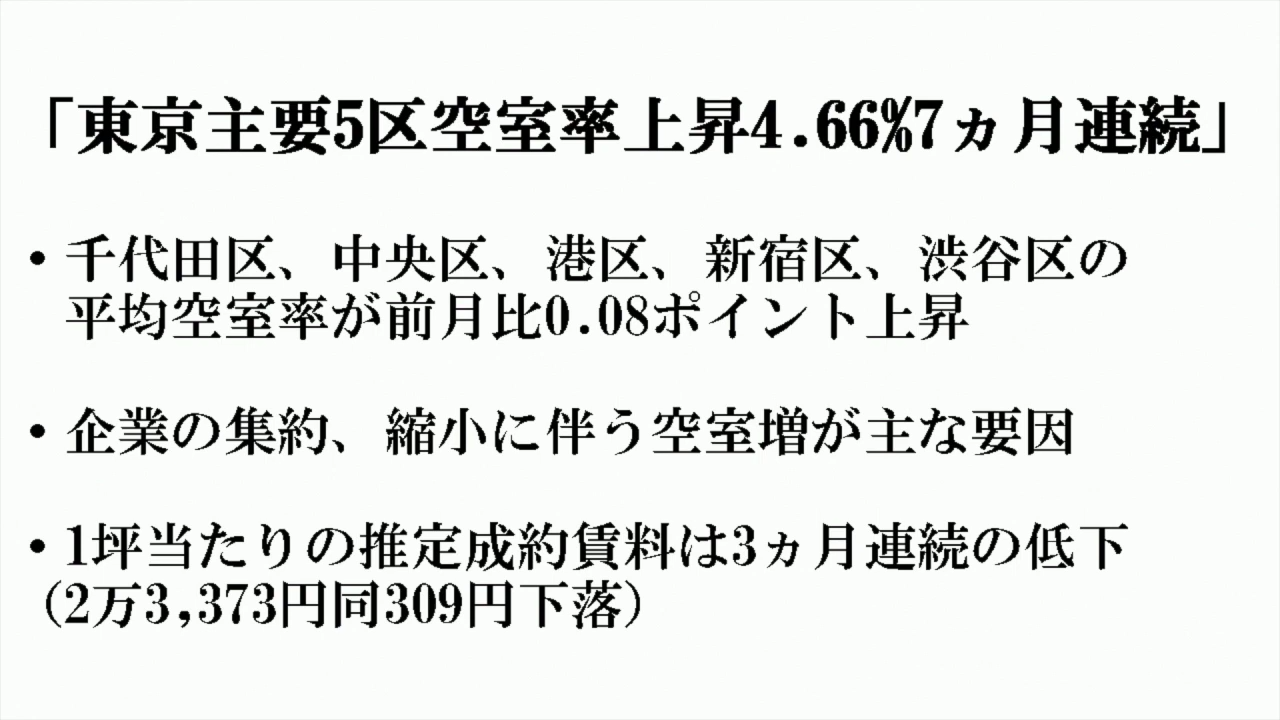 「東京主要5区空室率上昇4.66%7ヵ月連続」
• 千代田区、中央区、港区、新宿区、渋谷区の
平均空室率が前月比0.08ポイント上昇
• 企業の集約、縮小に伴う空室増が主な要因
• 1坪当たりの推定成約賃料は3ヵ月連続の低下
(2万3,373円同309円下落)